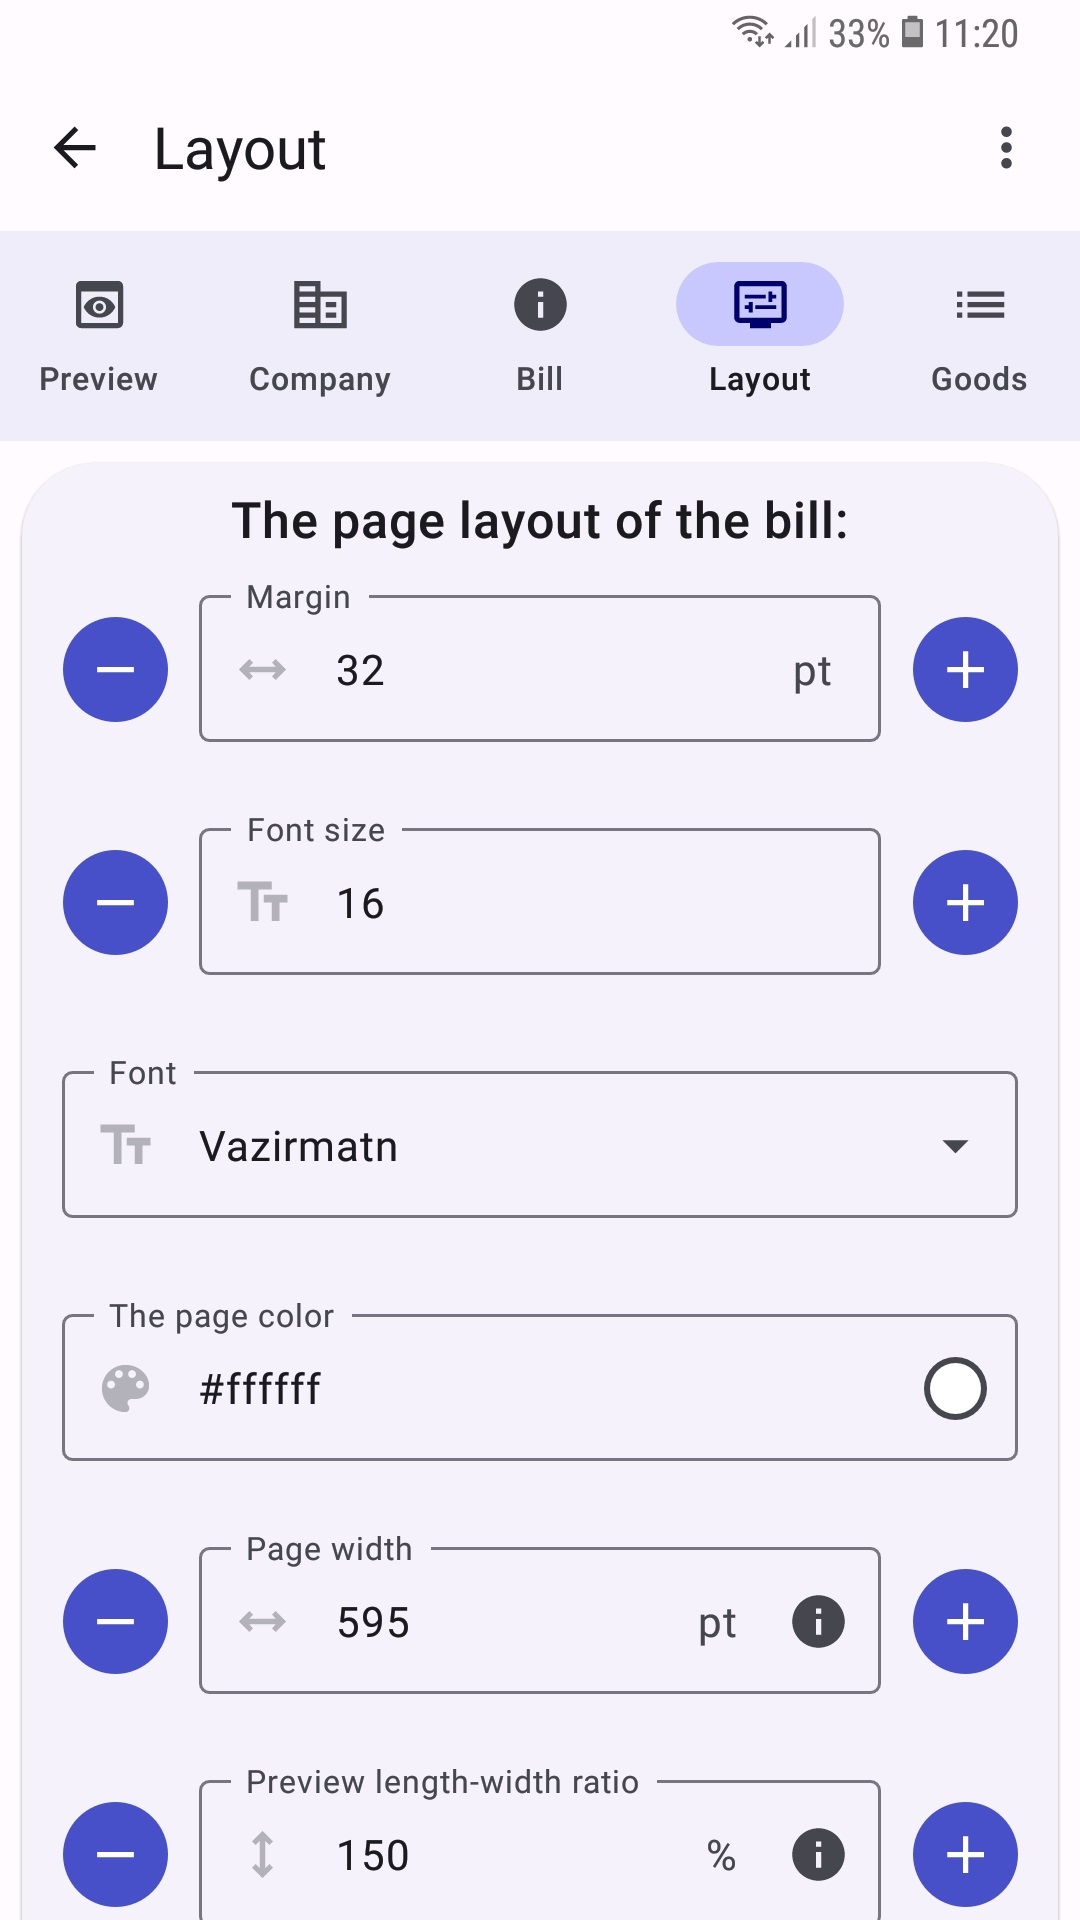 33% 11:20
Layout
Preview Company Bill Layout Goods
The page layout of the bill:
Margin
32 pt
Font size
16
Font
Vazirmatn
The page color
#ffffff
Page width
595 pt
Preview length-width ratio
150 %